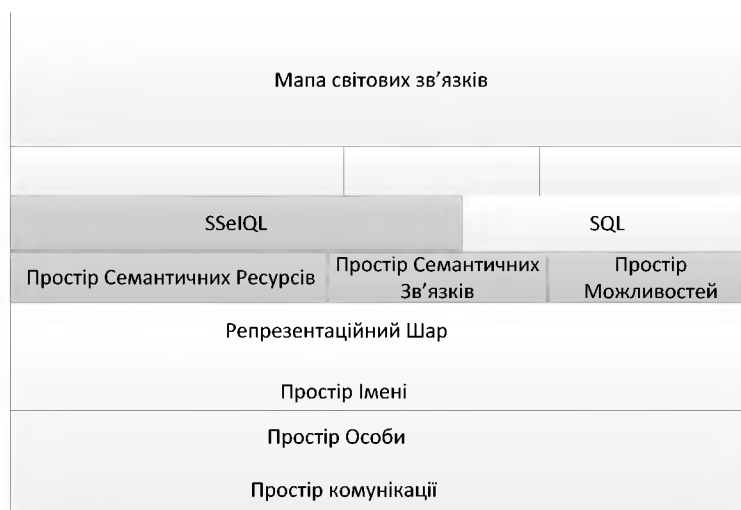 Мапа світових зв’язків
SSeIQL SQL
Простір Семантичних Ресурсів
Простір Семантичних
Зв’язків
Простір
Можливостей
Репрезентаційний Шар
Простір Імені
Простір Особи
Простір комунікації